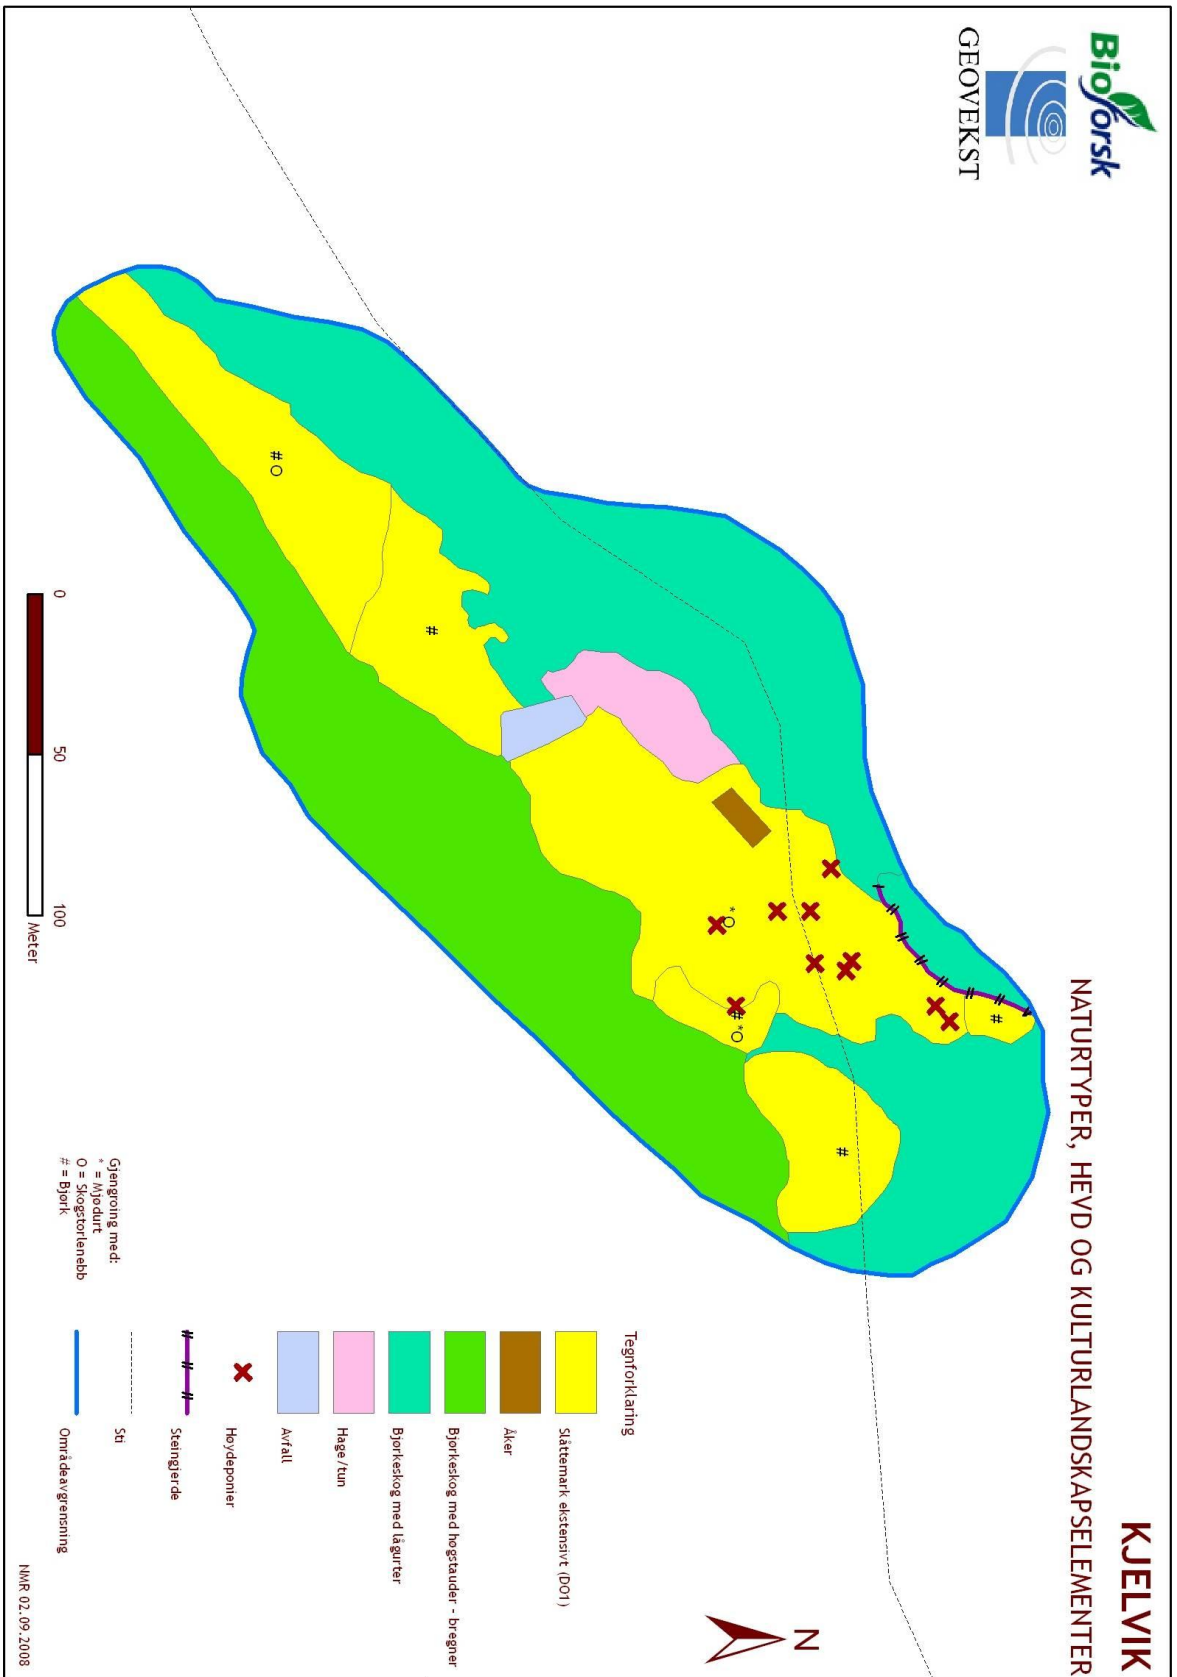 KJELVIK
NATURTYPER, HEVD OG KULTURLANDSKAPSELEMENTER
Bioforsk
GEOVEKST
N
# O
#
* O
# * O
#
#
Tegnforklaring
Slåttemark ekstensivt (D01)
Åker
Bjørkeskog med høgstauder - bregner
Bjørkeskog med lågurter
Hage/tun
Avfall
Høydeponier
Steingjerde
Sti
Områdeavgrensning
Gjengroing med:
* = Mjødurt
O = Skogstorkenebb
# = Bjørk
0 50 100
Meter
NMR 02.09.2008